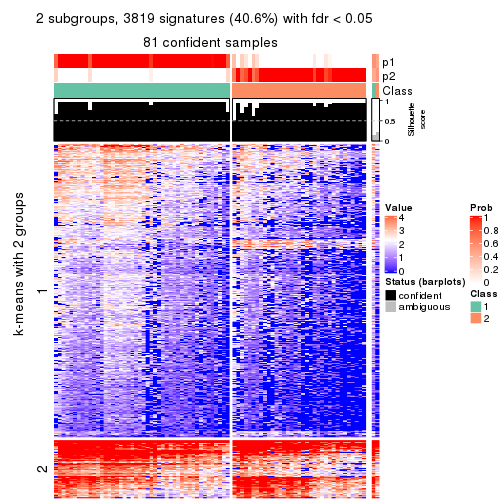 2 subgroups, 3819 signatures (40.6%) with fdr < 0.05
81 confident samples
p1
p2
Class
1
0.5
0
Silhouette
score
k-means with 2 groups
1
2
Value
4
3
2
1
0
Status (barplots)
confident
ambiguous
Prob
1
0.8
0.6
0.4
0.2
0
Class
1
2